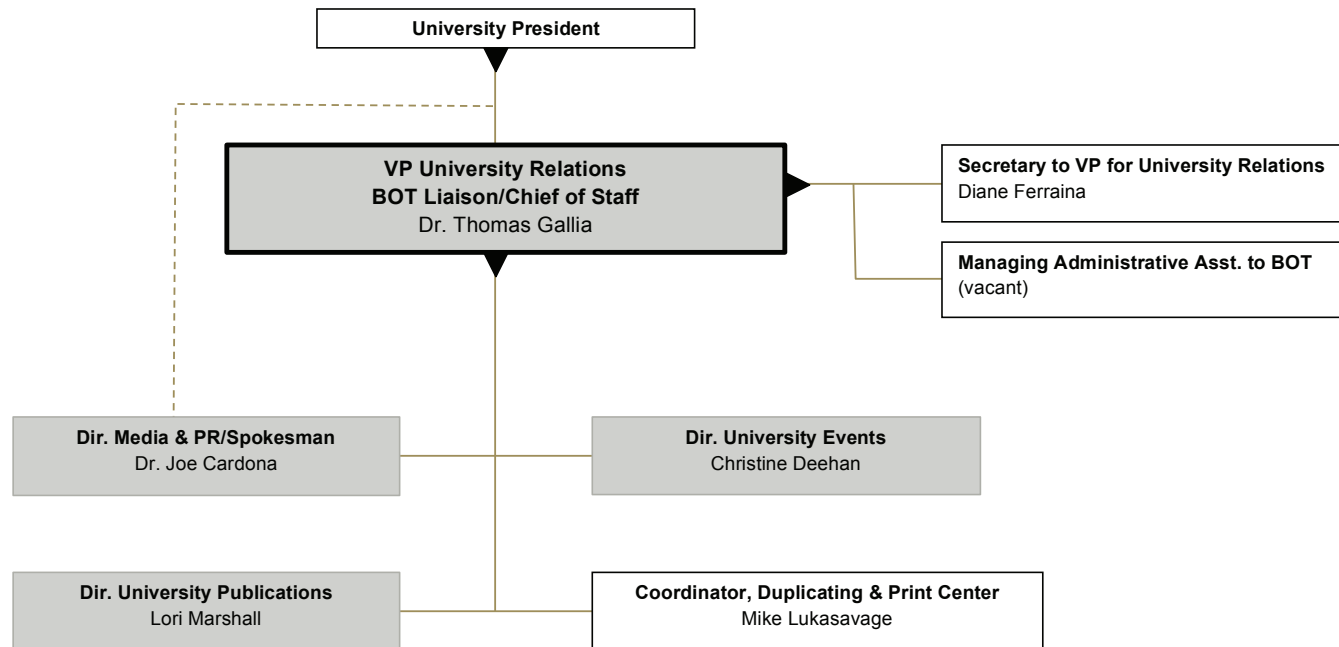 University President
VP University Relations
BOT Liaison/Chief of Staff
Dr. Thomas Gallia
Secretary to VP for University Relations
Diane Ferraina
Managing Administrative Asst. to BOT
(vacant)
Dir. Media & PR/Spokesman
Dr. Joe Cardona
Dir. University Events
Christine Deehan
Dir. University Publications
Lori Marshall
Coordinator, Duplicating & Print Center
Mike Lukasavage